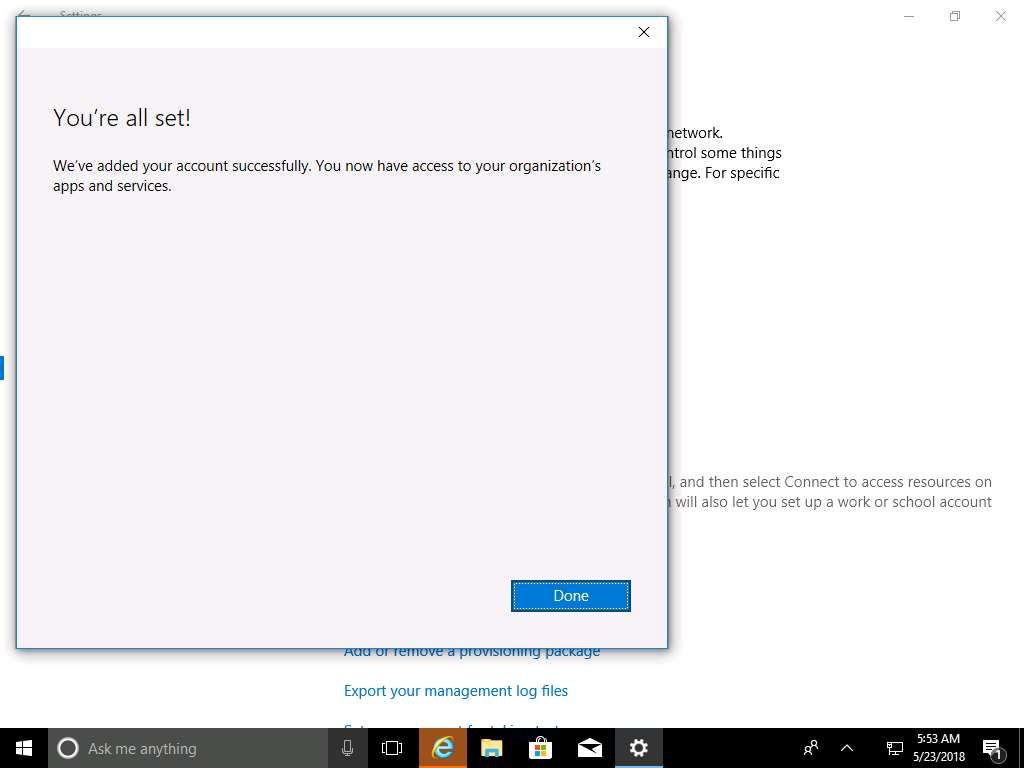 Settings
You're all set!
We've added your account successfully. You now have access to your organization's
apps and services.
network.
ntrol some things
ange. For specific
l, and then select Connect to access resources on
will also let you set up a work or school account
Done
Add or remove a provisioning package
Export your management log files
Ask me anything
5:53 AM
5/23/2018
1